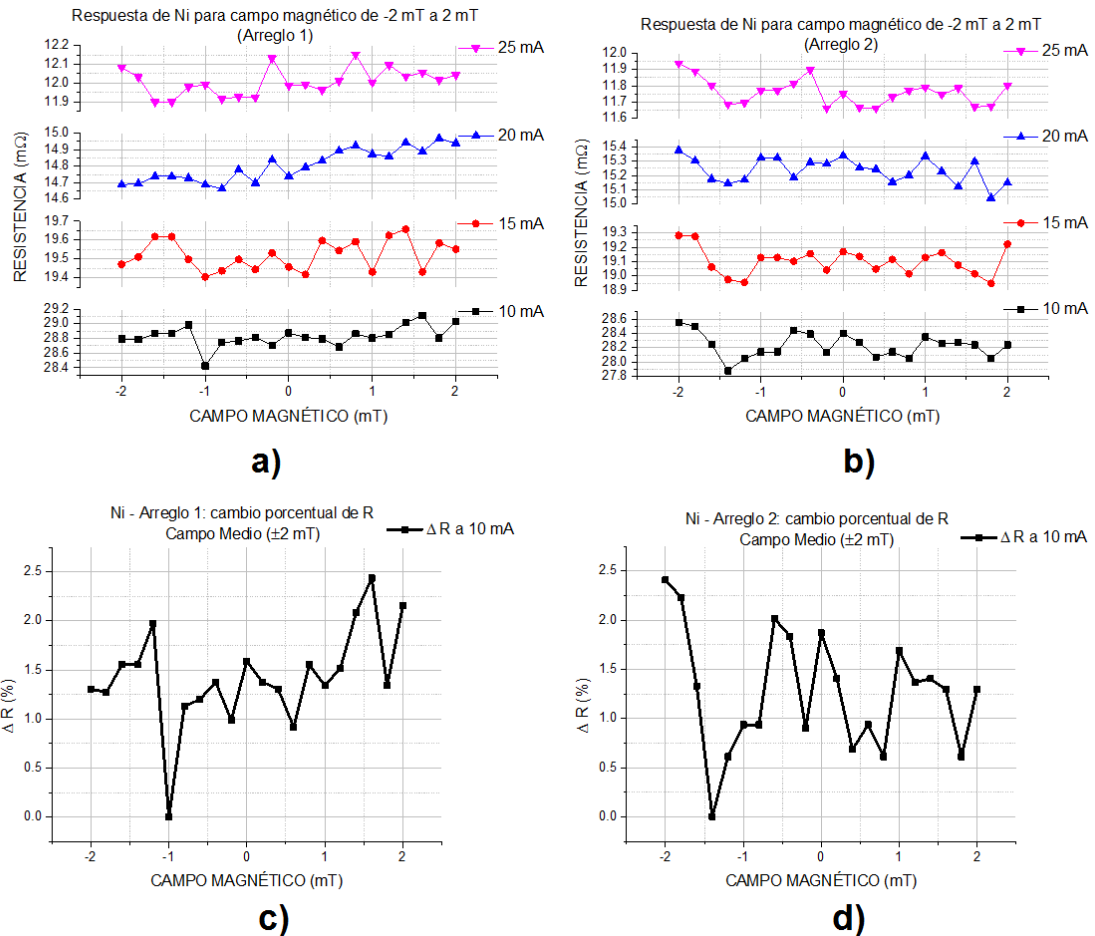 Respuesta de Ni para campo magnético de -2 mT a 2 mT
(Arreglo 1)
25 mA
12.2
12.1
12.0
11.9
20 mA
15.0
14.9
14.8
14.7
14.6
15 mA
19.7
19.6
19.5
19.4
10 mA
29.2
29.0
28.8
28.6
28.4
RESISTENCIA (mΩ)
-2 -1 0 1 2
CAMPO MAGNÉTICO (mT)
a)
Respuesta de Ni para campo magnético de -2 mT a 2 mT
(Arreglo 2)
25 mA
12.0
11.9
11.8
11.7
11.6
20 mA
15.4
15.3
15.2
15.1
15.0
15 mA
19.3
19.2
19.1
19.0
18.9
10 mA
28.6
28.4
28.2
28.0
27.8
RESISTENCIA (mΩ)
-2 -1 0 1 2
CAMPO MAGNÉTICO (mT)
b)
Ni - Arreglo 1: cambio porcentual de R
Campo Medio (±2 mT)
Δ R a 10 mA
2.5
2.0
1.5
1.0
0.5
0.0
Δ R (%)
-2 -1 0 1 2
CAMPO MAGNÉTICO (mT)
c)
Ni - Arreglo 2: cambio porcentual de R
Campo Medio (±2 mT)
Δ R a 10 mA
2.5
2.0
1.5
1.0
0.5
0.0
Δ R (%)
-2 -1 0 1 2
CAMPO MAGNÉTICO (mT)
d)